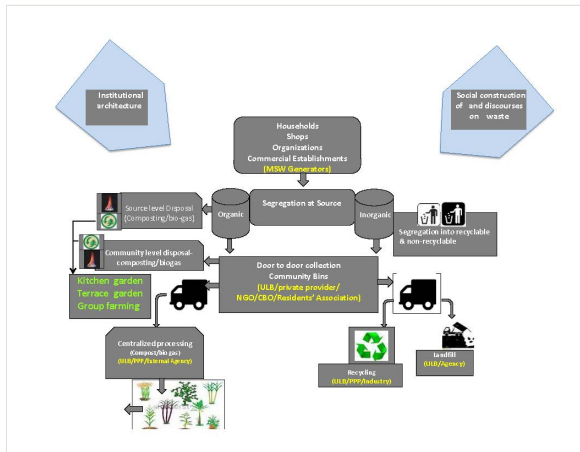 Institutional
architecture
Social construction
of and discourses
on waste
Households
Shops
Organizations
Commercial Establishments
(MSW Generators)
Source level Disposal
(Composting/bio-gas)
Organic
Segregation at Source
Inorganic
Segregation into recyclable
& non-recyclable
Community level disposal-
composting/biogas
Door to door collection
Community Bins
(ULB/private provider/
NGO/CBO/Residents' Association)
Kitchen garden
Terrace garden
Group farming
Centralized processing
(Compost/bio gas)
(ULB/PPP/External Agency)
Recycling
(ULB/PPP/Industry)
Landfill
(ULB/Agency)